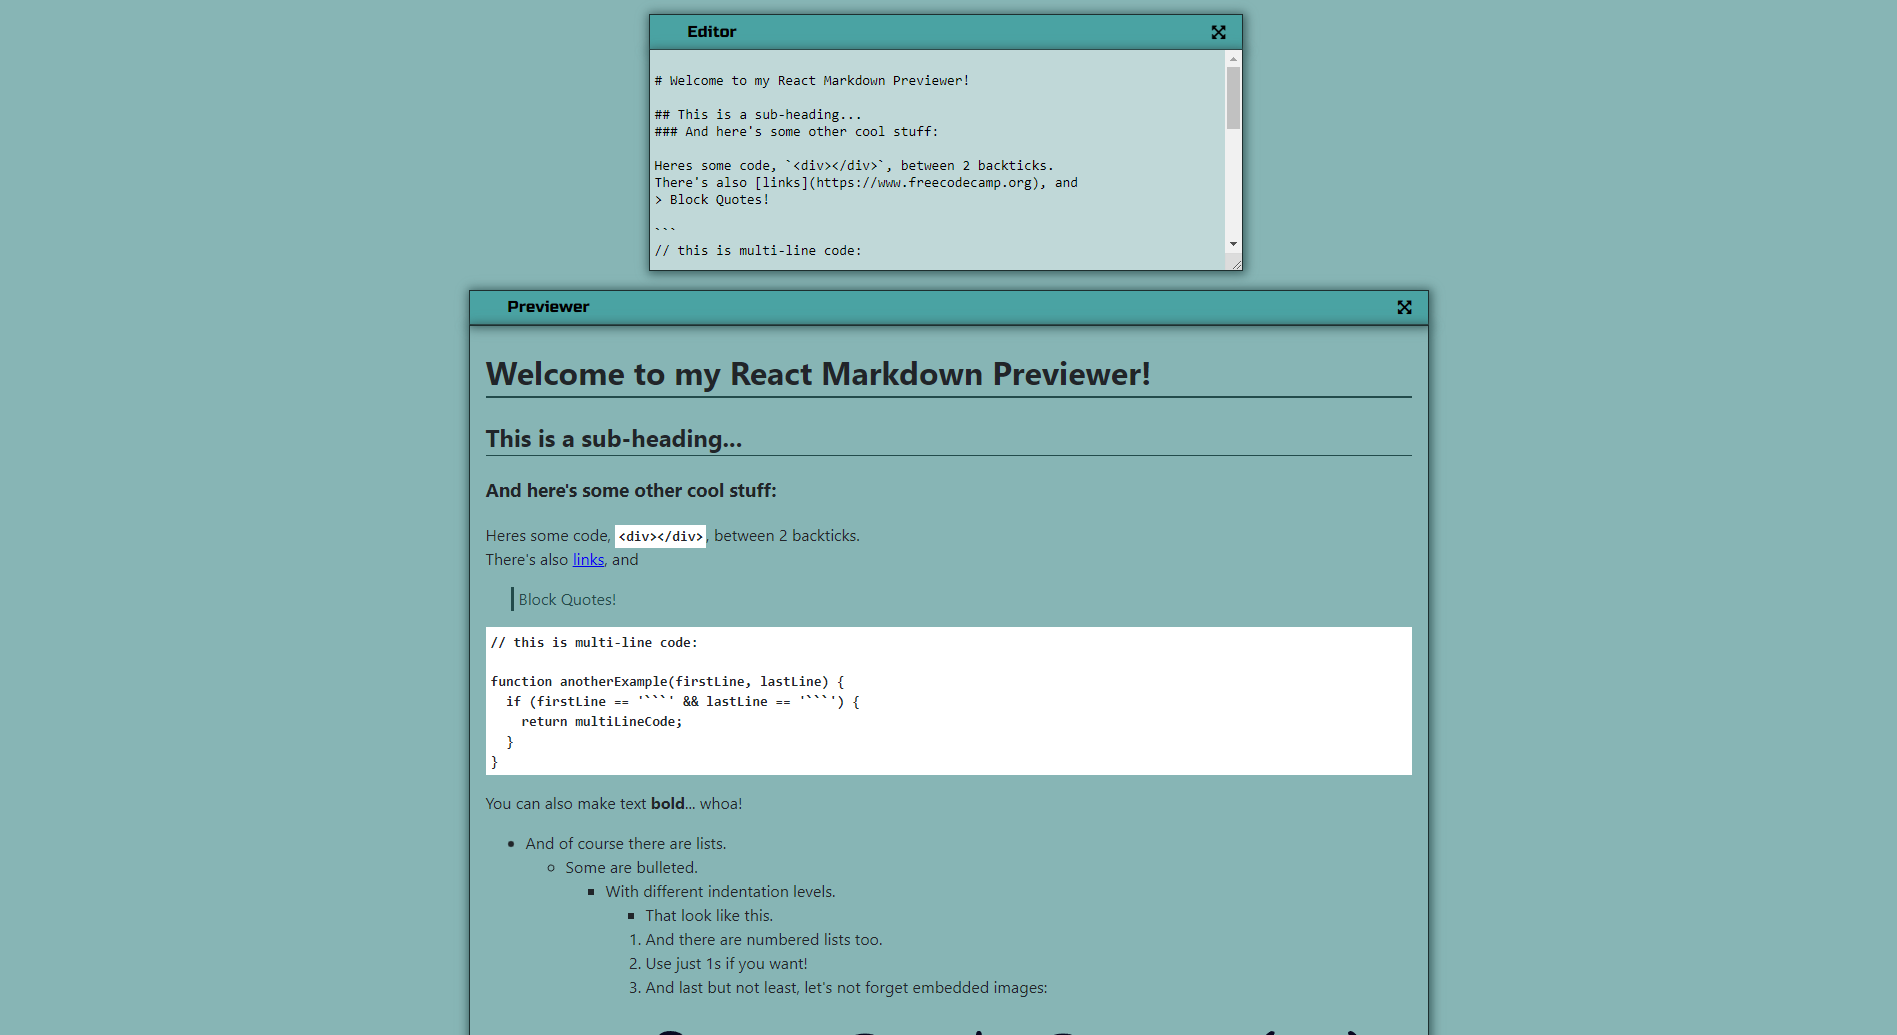 Editor
# Welcome to my React Markdown Previewer!
## This is a sub-heading...
### And here's some other cool stuff:
Heres some code, `<div></div>`, between 2 backticks.
There's also [links](https://www.freecodecamp.org), and
> Block Quotes!
```
// this is multi-line code:
Previewer
Welcome to my React Markdown Previewer!
This is a sub-heading...
And here's some other cool stuff:
Heres some code, <div></div>, between 2 backticks.
There's also links, and
Block Quotes!
// this is multi-line code:
function anotherExample(firstLine, lastLine) {
  if (firstLine == '```' && lastLine == '```') {
    return multiLineCode;
  }
}
You can also make text bold... whoa!
And of course there are lists.
Some are bulleted.
With different indentation levels.
That look like this.
1. And there are numbered lists too.
2. Use just 1s if you want!
3. And last but not least, let's not forget embedded images: